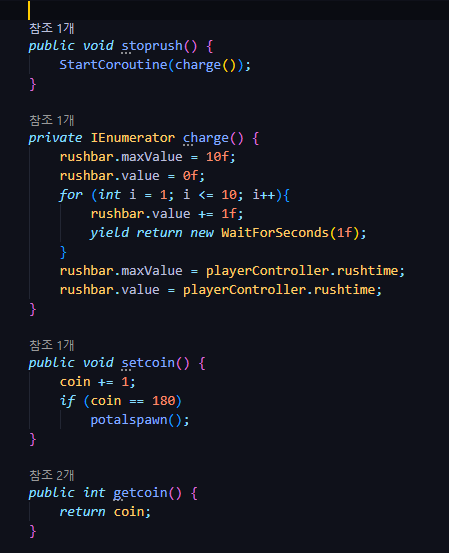 참조 1개
public void stoprush() {
    StartCoroutine(charge());
}
참조 1개
private IEnumerator charge() {
    rushbar.maxValue = 10f;
    rushbar.value = 0f;
    for (int i = 1; i <= 10; i++){
        rushbar.value += 1f;
        yield return new WaitForSeconds(1f);
    }
    rushbar.maxValue = playerController.rushtime;
    rushbar.value = playerController.rushtime;
}
참조 1개
public void setcoin() {
    coin += 1;
    if (coin == 180)
        potalspawn();
}
참조 2개
public int getcoin() {
    return coin;
}